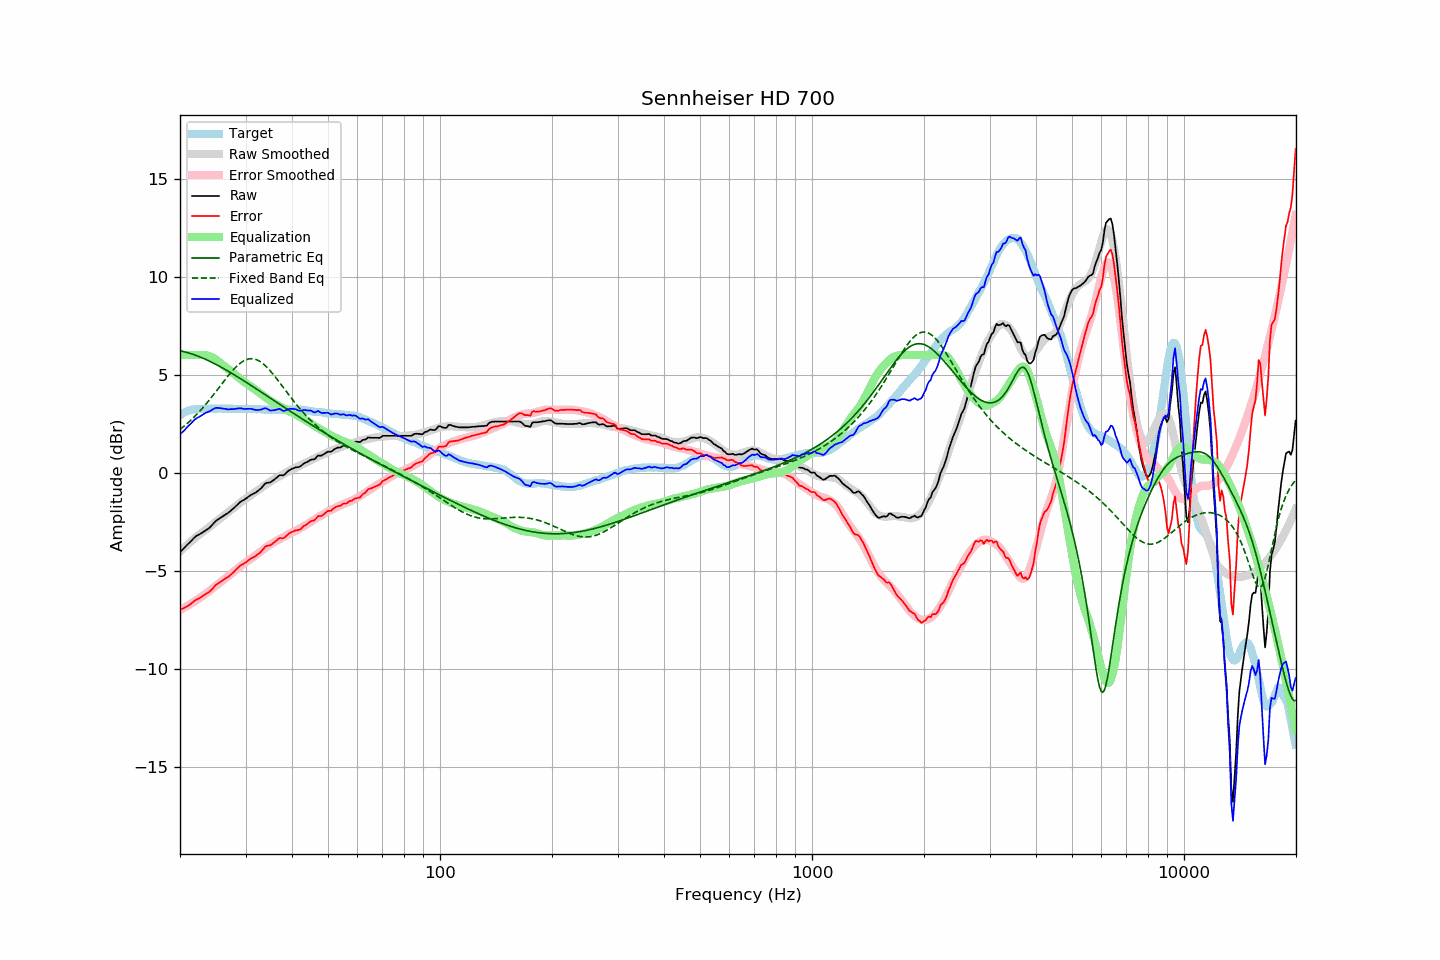 Sennheiser HD 700
Target
Raw Smoothed
Error Smoothed
Raw
Error
Equalization
Parametric Eq
Fixed Band Eq
Equalized
15
10
5
0
−5
−10
−15
Amplitude (dBr)
100
1000
10000
Frequency (Hz)